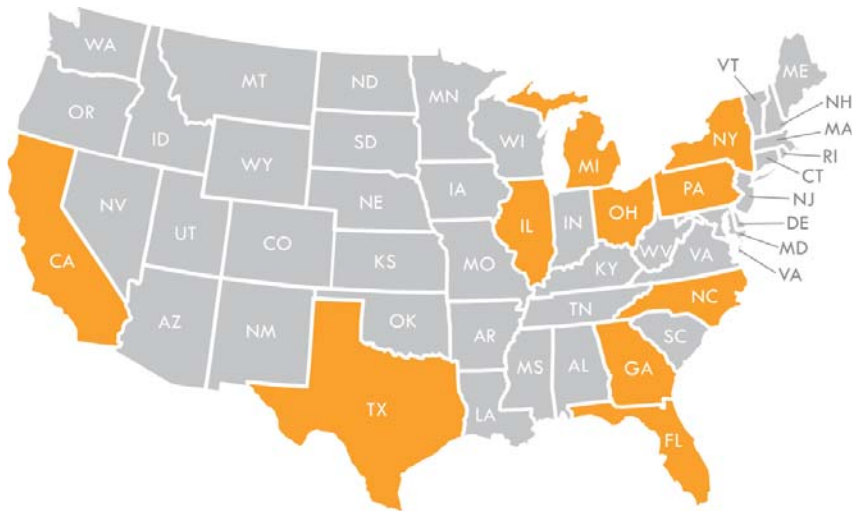 WA
MT
ND
MN
VT
ME
OR
ID
SD
WI
NH
MA
WY
MI
NY
RI
CT
NV
UT
NE
IA
IL
IN
OH
PA
NJ
CA
CO
KS
MO
KY
WV
VA
DE
MD
VA
AZ
NM
OK
AR
TN
NC
SC
TX
LA
MS
AL
GA
FL